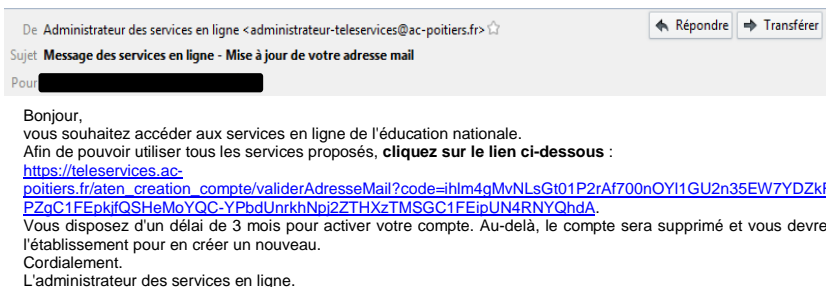 De Administrateur des services en ligne <administrateur-teleservices@ac-poitiers.fr>
Répondre Transférer
Sujet Message des services en ligne - Mise à jour de votre adresse mail
Pour
Bonjour,
vous souhaitez accéder aux services en ligne de l'éducation nationale.
Afin de pouvoir utiliser tous les services proposés, cliquez sur le lien ci-dessous :
https://teleservices.ac-
poitiers.fr/aten_creation_compte/validerAdresseMail?code=ihlm4gMvNLsGt01P2rAf700nOYl1GU2n35EW7YDZkF
PZgC1FEpkjfQSHeMoYQC-YPbdUnrkhNpj2ZTHXzTMSGC1FEipUN4RNYQhdA.
Vous disposez d'un délai de 3 mois pour activer votre compte. Au-delà, le compte sera supprimé et vous devre
l'établissement pour en créer un nouveau.
Cordialement.
L'administrateur des services en ligne.